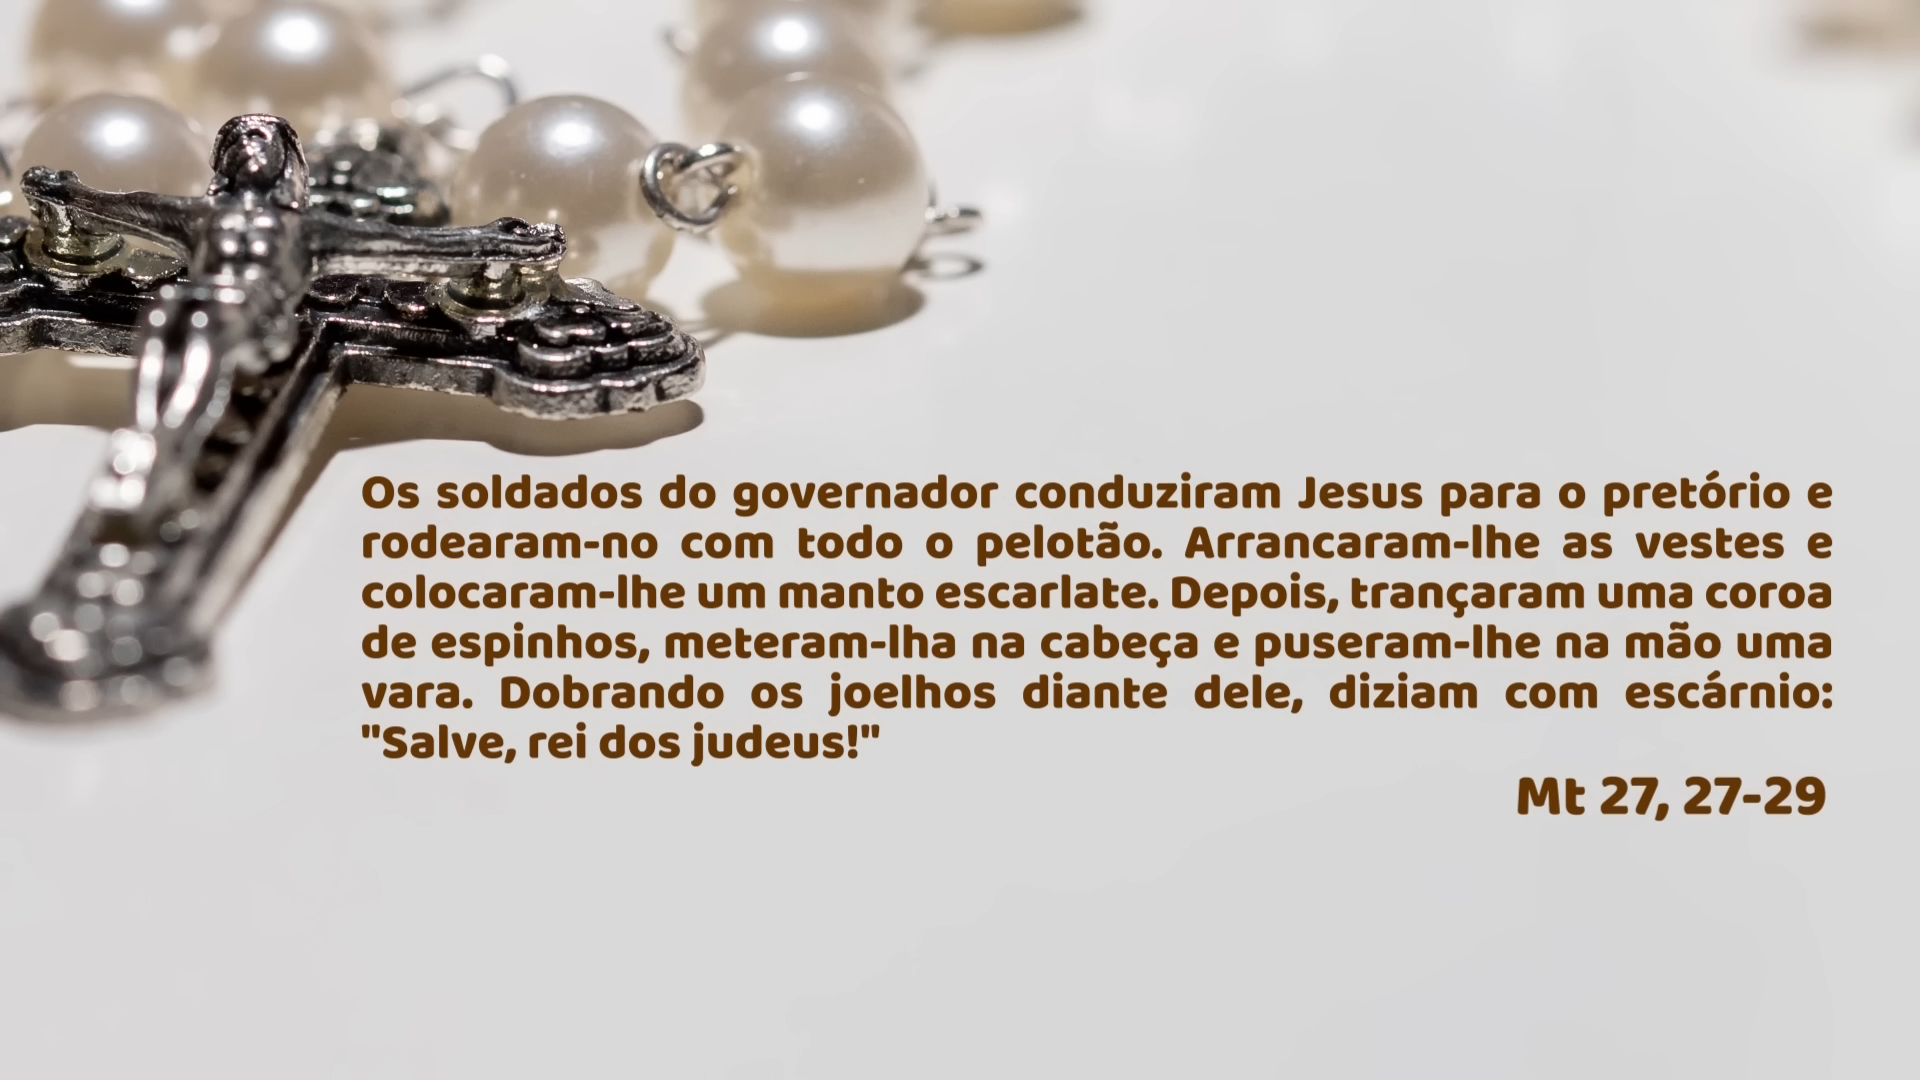 Os soldados do governador conduziram Jesus para o pretório e
rodearam-no com todo o pelotão. Arrancaram-lhe as vestes e
colocaram-lhe um manto escarlate. Depois, trançaram uma coroa
de espinhos, meteram-lha na cabeça e puseram-lhe na mão uma
vara. Dobrando os joelhos diante dele, diziam com escárnio:
"Salve, rei dos judeus!"
Mt 27, 27-29